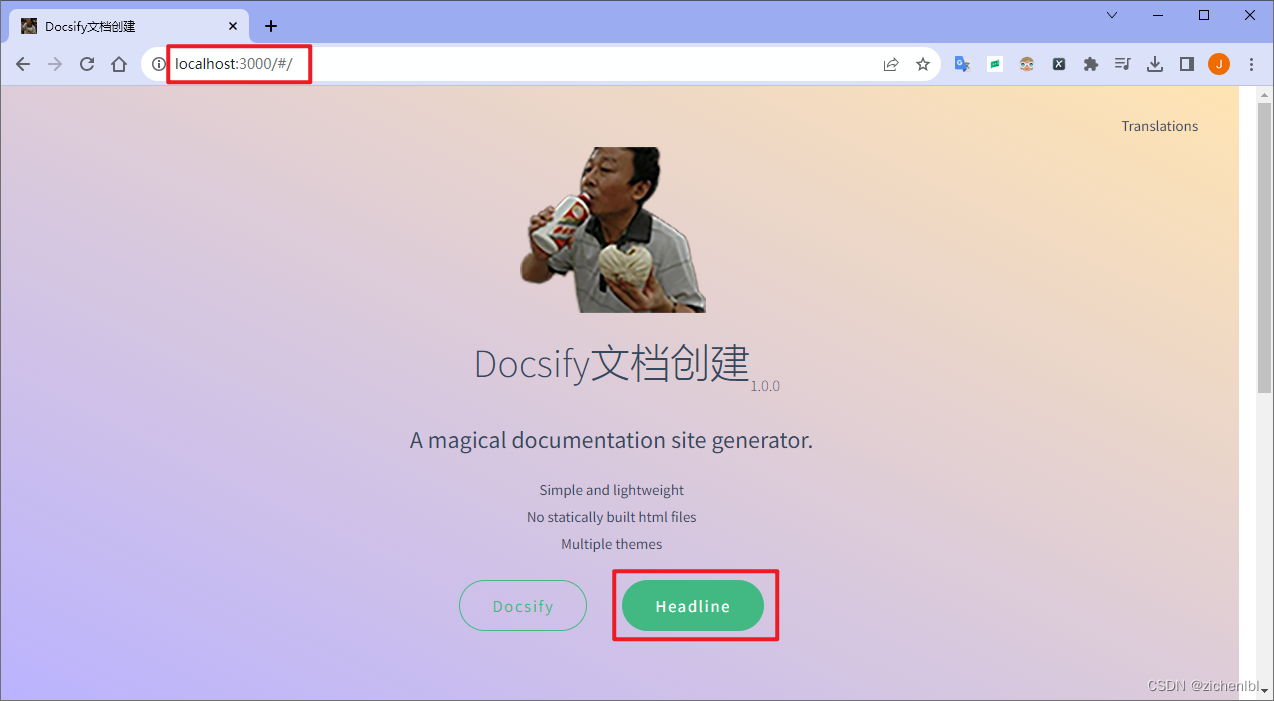 Docsify文档创建
localhost:3000/#/
J
Translations
Docsify文档创建1.0.0
A magical documentation site generator.
Simple and lightweight
No statically built html files
Multiple themes
Docsify
Headline
CSDN @zichenlbl